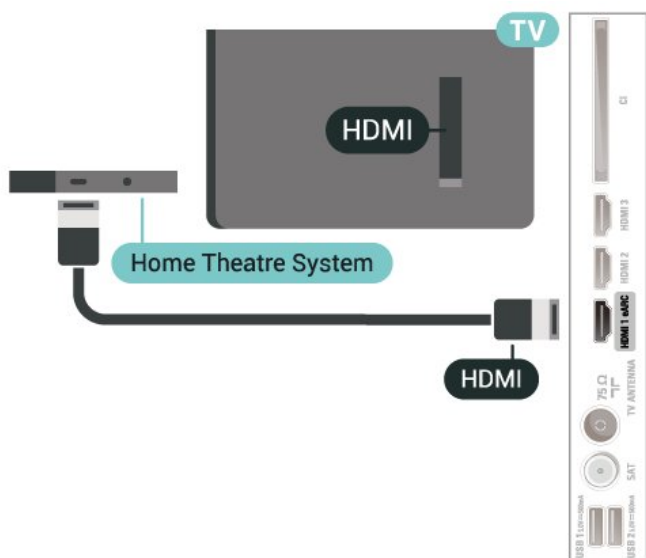 TV
HDMI
Home Theatre System
HDMI
CI
HDMI 3
HDMI 2
HDMI 1 eARC
75 Ω
TV ANTENNA
SAT
USB 1
USB 2